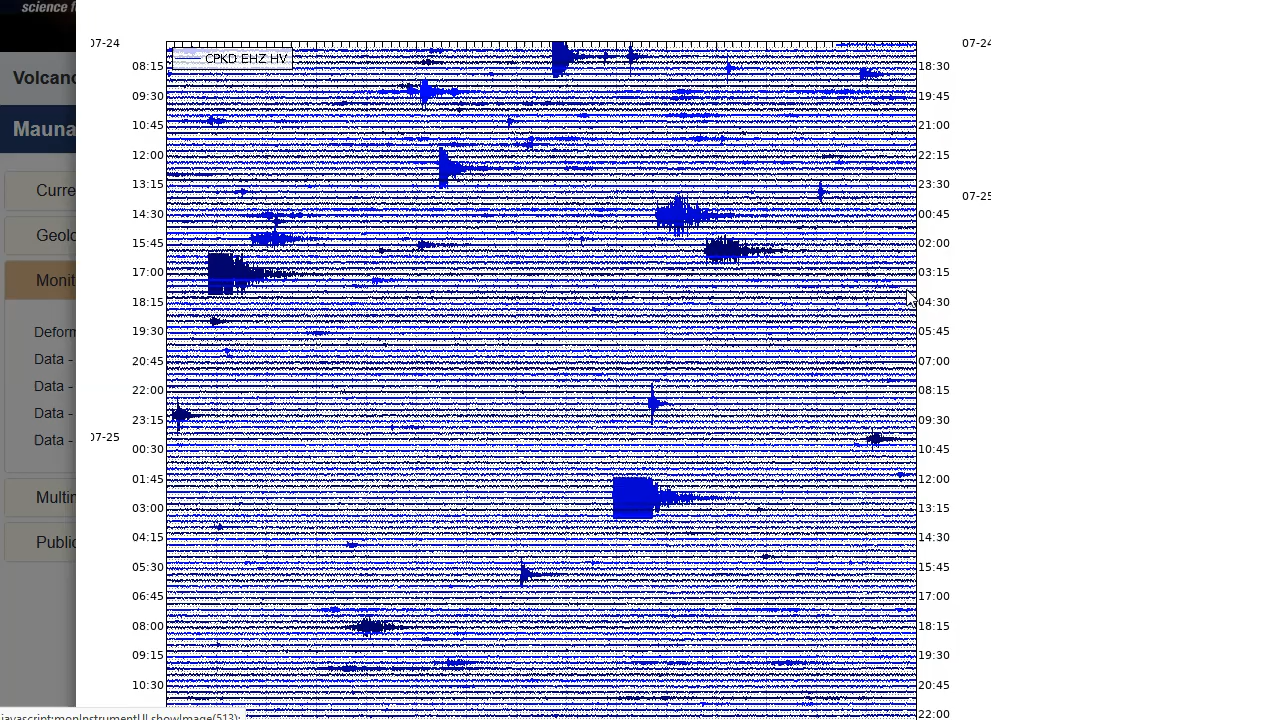 science f
Volcano
Mauna
Curre
Geolo
Monit
Deform
Data -
Data -
Data -
Data -
Multim
Public
07-24
07-24
CPKD EHZ HV
08:15 18:30
09:30 19:45
10:45 21:00
12:00 22:15
13:15 23:30
07-25
14:30 00:45
15:45 02:00
17:00 03:15
18:15 04:30
19:30 05:45
20:45 07:00
22:00 08:15
23:15 09:30
07-25
00:30 10:45
01:45 12:00
03:00 13:15
04:15 14:30
05:30 15:45
06:45 17:00
08:00 18:15
09:15 19:30
10:30 20:45
22:00
javascript:monInstrumentUI.showImage(513);